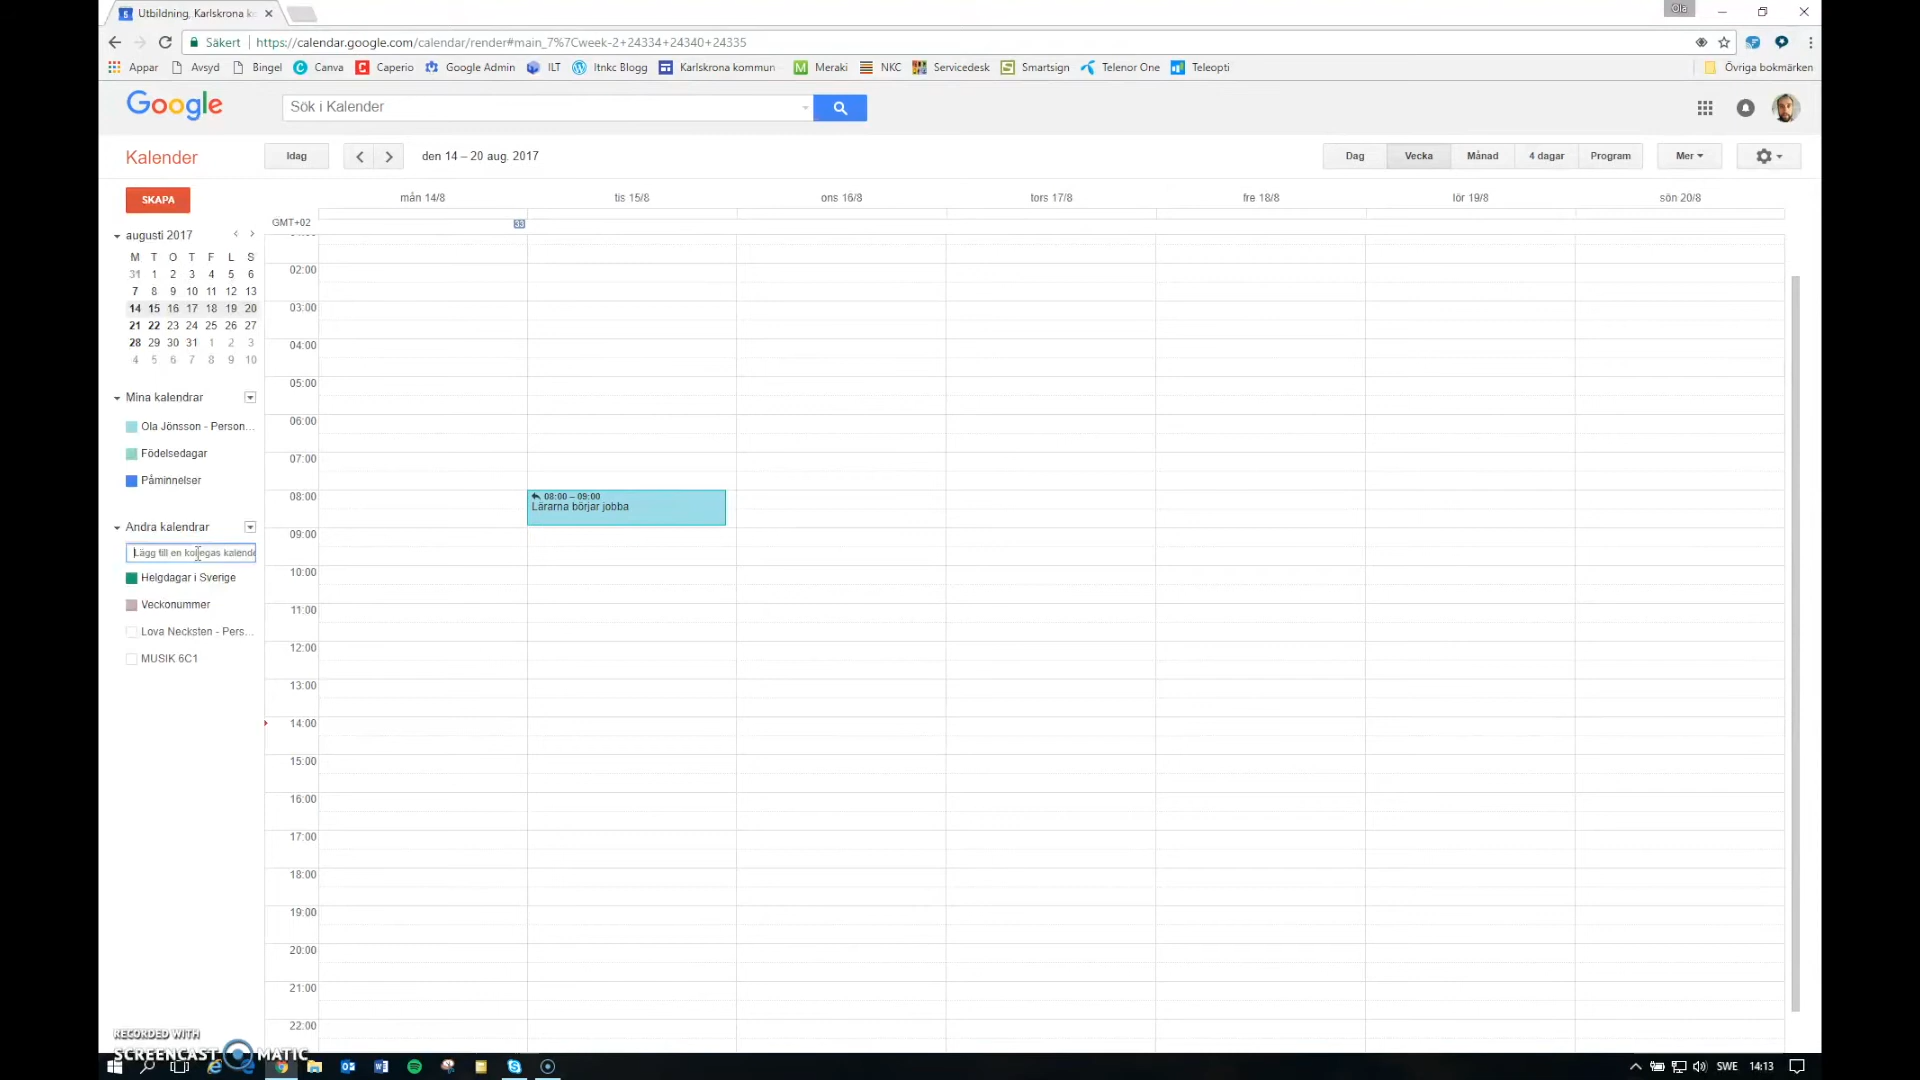 Utbildning, Karlskrona k
Ola
Säkert https://calendar.google.com/calendar/render#main_7%7Cweek-2+24334+24340+24335
Appar Avsyd Bingel Canva Caperio Google Admin ILT Itnkc Blogg Karlskrona kommun Meraki NKC Servicedesk Smartsign Telenor One Teleopti Övriga bokmärken
Google Sök i Kalender
Kalender Idag den 14 – 20 aug. 2017 Dag Vecka Månad 4 dagar Program Mer
SKAPA
mån 14/8 tis 15/8 ons 16/8 tors 17/8 fre 18/8 lör 19/8 sön 20/8
GMT+02 33
augusti 2017
M T O T F L S
31 1 2 3 4 5 6
7 8 9 10 11 12 13
14 15 16 17 18 19 20
21 22 23 24 25 26 27
28 29 30 31 1 2 3
4 5 6 7 8 9 10
Mina kalendrar
Ola Jönsson - Person...
Födelsedagar
Påminnelser
Andra kalendrar
Lägg till en kollegas kalende
Helgdagar i Sverige
Veckonummer
Lova Necksten - Pers...
MUSIK 6C1
02:00
03:00
04:00
05:00
06:00
07:00
08:00
08:00 – 09:00
Lärarna börjar jobba
09:00
10:00
11:00
12:00
13:00
14:00
15:00
16:00
17:00
18:00
19:00
20:00
21:00
22:00
RECORDED WITH
SCREENCAST MATIC
SWE 14:13